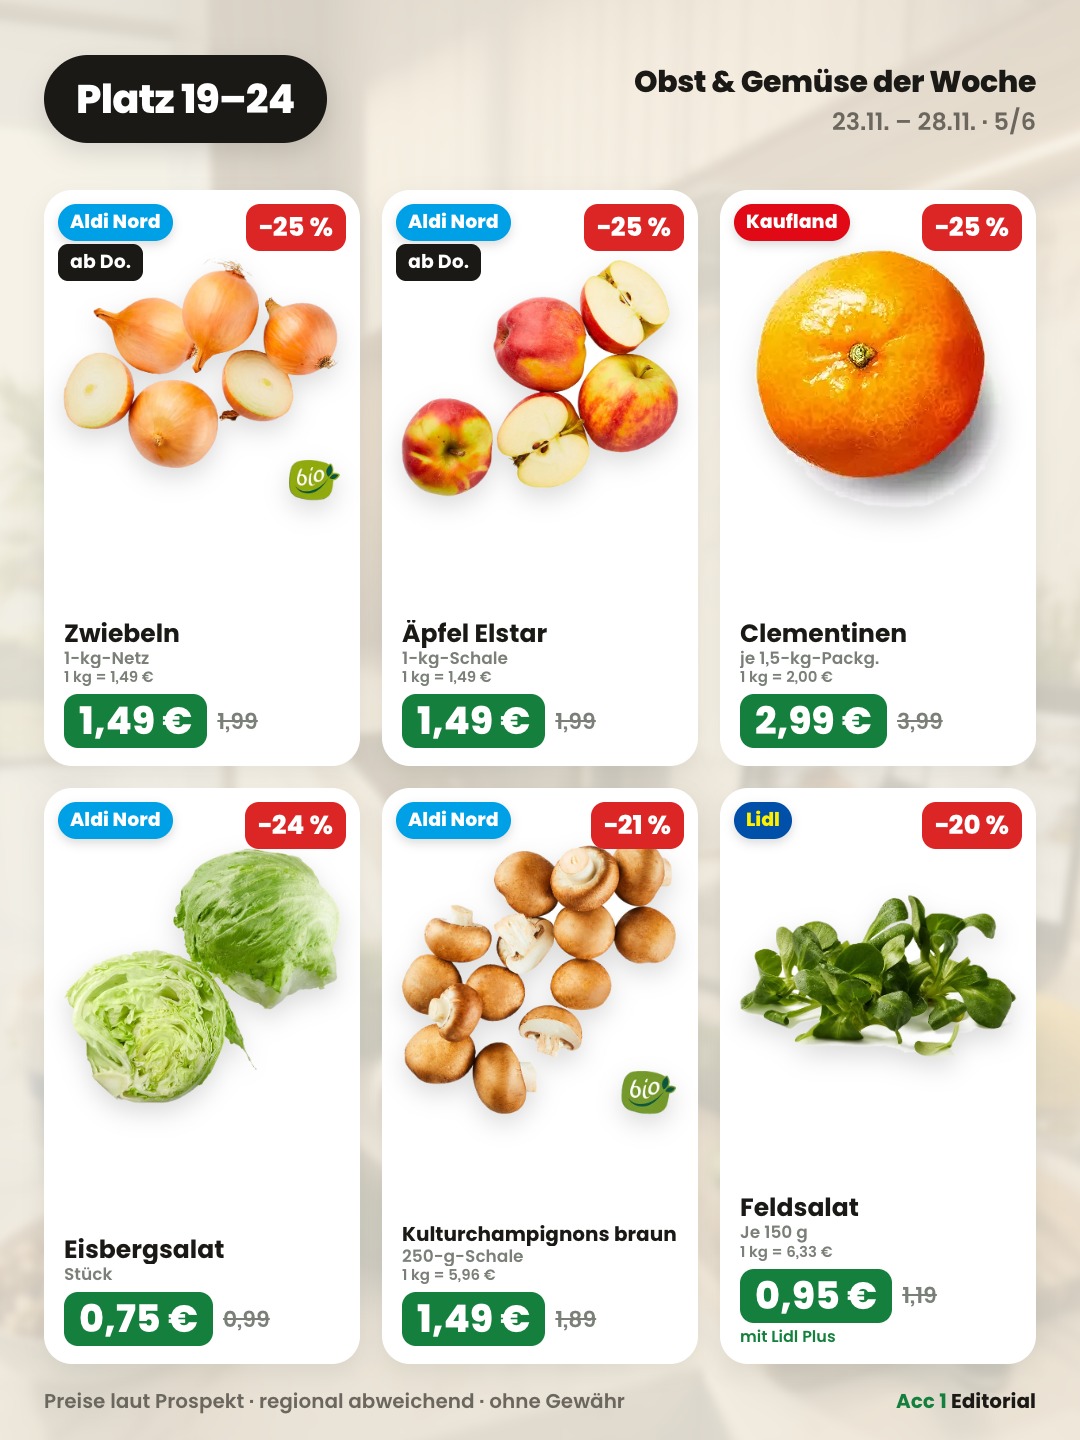 Platz 19–24
Obst & Gemüse der Woche
23.11. – 28.11. · 5/6
Aldi Nord
-25 %
ab Do.
bio
Zwiebeln
1-kg-Netz
1 kg = 1,49 €
1,49 € 1,99
Aldi Nord
-25 %
ab Do.
Äpfel Elstar
1-kg-Schale
1 kg = 1,49 €
1,49 € 1,99
Kaufland
-25 %
Clementinen
je 1,5-kg-Packg.
1 kg = 2,00 €
2,99 € 3,99
Aldi Nord
-24 %
Eisbergsalat
Stück
0,75 € 0,99
Aldi Nord
-21 %
bio
Kulturchampignons braun
250-g-Schale
1 kg = 5,96 €
1,49 € 1,89
Lidl
-20 %
Feldsalat
Je 150 g
1 kg = 6,33 €
0,95 € 1,19
mit Lidl Plus
Preise laut Prospekt · regional abweichend · ohne Gewähr
Acc 1 Editorial